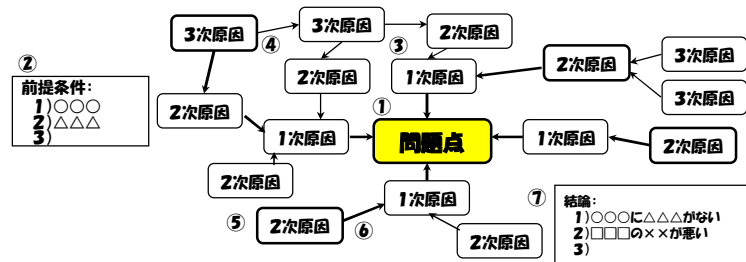 3次原因
④
3次原因
③
2次原因
②
前提条件:
1)○○○
2)△△△
3)
2次原因
1次原因
2次原因
3次原因
3次原因
2次原因
①
1次原因
問題点
1次原因
2次原因
2次原因
1次原因
⑤
2次原因
⑥
2次原因
⑦
結論:
1)○○○に△△△がない
2)□□□の××が悪い
3)